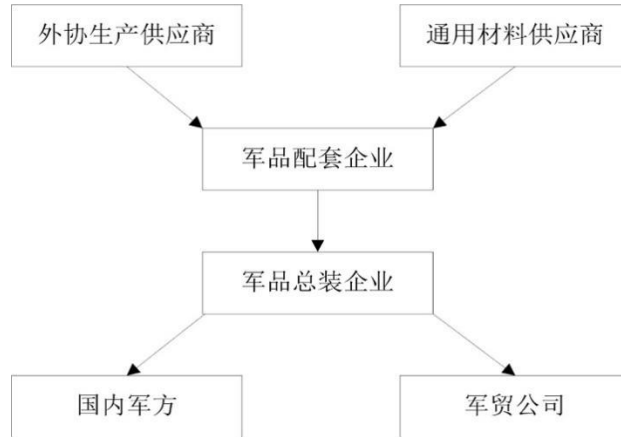 外协生产供应商
通用材料供应商
军品配套企业
军品总装企业
国内军方
军贸公司